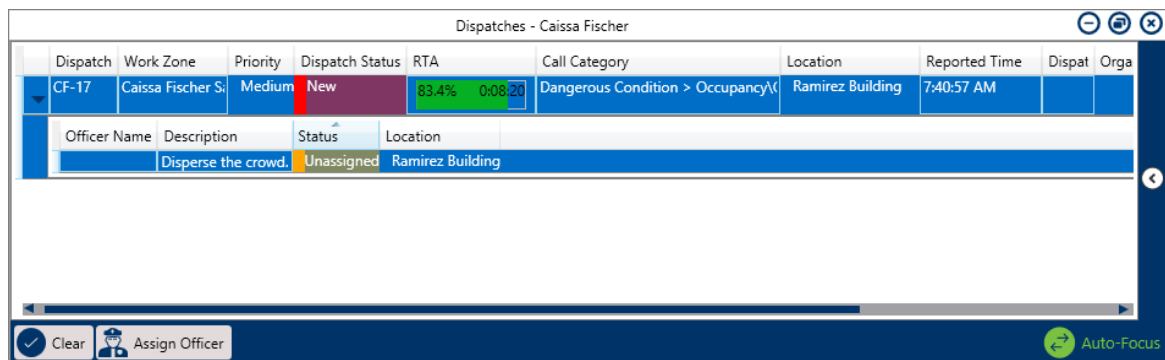 Dispatches - Caissa Fischer
Dispatch Work Zone Priority Dispatch Status RTA Call Category Location Reported Time Dispat Orga
CF-17 Caissa Fischer Sa Medium New 83.4% 0:08:20 Dangerous Condition > Occupancy\( Ramirez Building 7:40:57 AM
Officer Name Description Status Location
Disperse the crowd. Unassigned Ramirez Building
Clear Assign Officer Auto-Focus